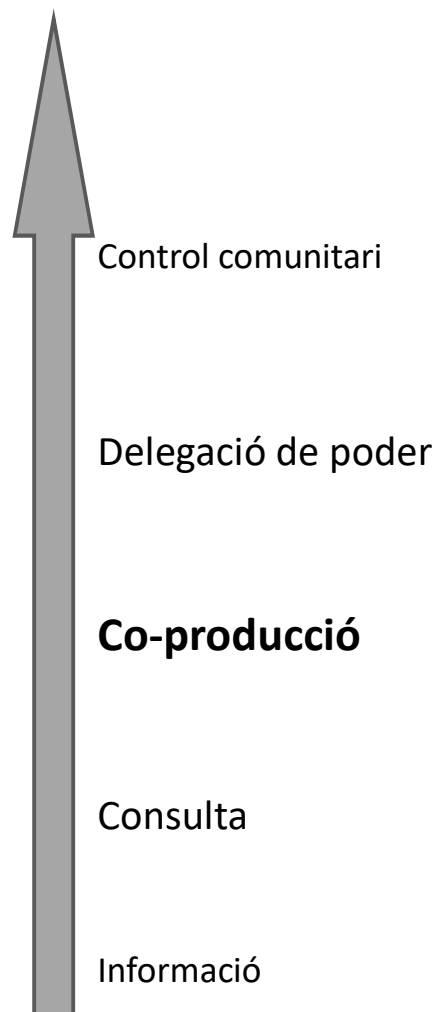 Control comunitari
Delegació de poder
Co-producció
Consulta
Informació